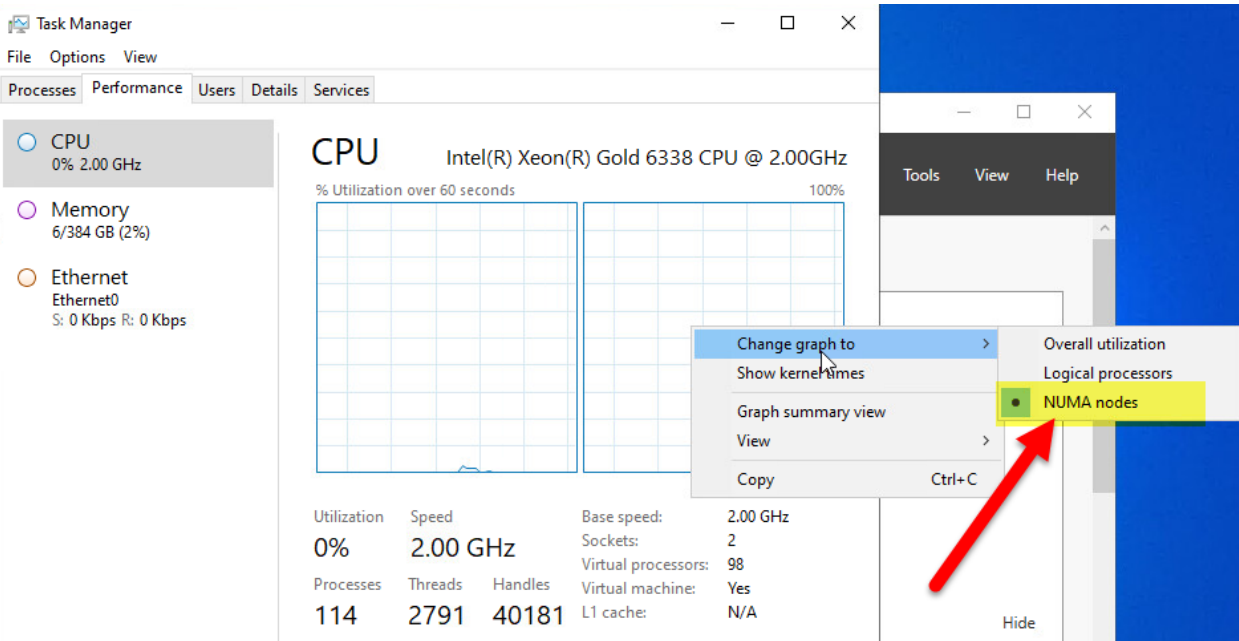 Task Manager
File Options View
Processes Performance Users Details Services
CPU
0% 2.00 GHz
Memory
6/384 GB (2%)
Ethernet
Ethernet0
S: 0 Kbps R: 0 Kbps
CPU Intel(R) Xeon(R) Gold 6338 CPU @ 2.00GHz
% Utilization over 60 seconds 100%
Utilization Speed
0% 2.00 GHz
Processes Threads Handles
114 2791 40181
Base speed: 2.00 GHz
Sockets: 2
Virtual processors: 98
Virtual machine: Yes
L1 cache: N/A
Change graph to
Show kernel times
Graph summary view
View
Copy Ctrl+C
Overall utilization
Logical processors
NUMA nodes
Tools View Help
Hide